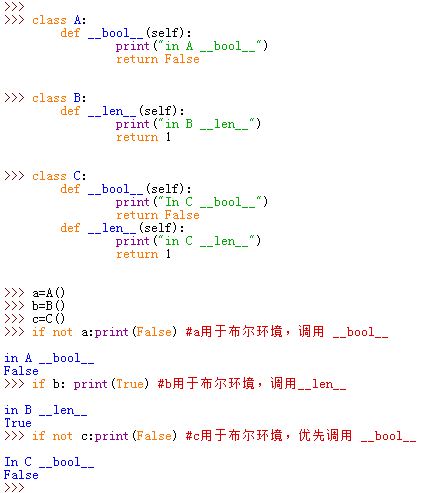 >>>
>>> class A:
        def __bool__(self):
                print("in A __bool__")
                return False
>>> class B:
        def __len__(self):
                print("in B __len__")
                return 1
>>> class C:
        def __bool__(self):
                print("In C __bool__")
                return False
        def __len__(self):
                print("in C __len__")
                return 1
>>> a=A()
>>> b=B()
>>> c=C()
>>> if not a:print(False) #a用于布尔环境，调用 __bool__
in A __bool__
False
>>> if b: print(True) #b用于布尔环境，调用__len__
in B __len__
True
>>> if not c:print(False) #c用于布尔环境，优先调用 __bool__
In C __bool__
False
>>>